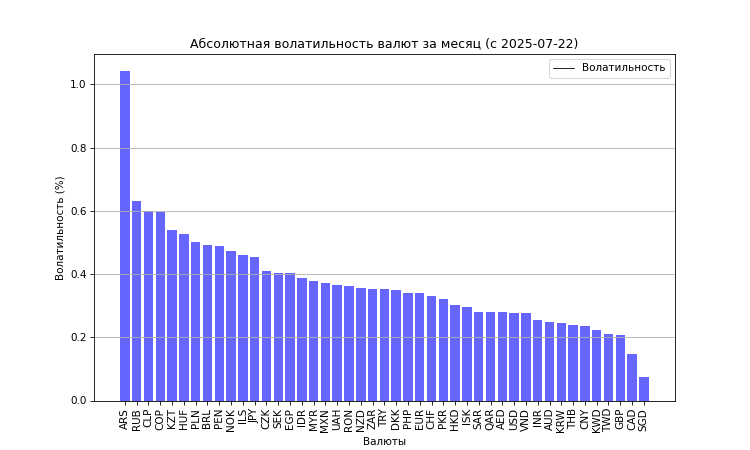 Абсолютная волатильность валют за месяц (с 2025-07-22)
Волатильность
Волатильность (%)
1.0
0.8
0.6
0.4
0.2
0.0
ARS RUB CLP COP KZT HUF PLN BRL PEN NOK ILS JPY CZK SEK EGP IDR MYR MXN UAH RON NZD ZAR TRY DKK PHP EUR CHF PKR HKD ISK SAR QAR AED USD VND INR AUD KRW THB CNY KWD TWD GBP CAD SGD
Валюты